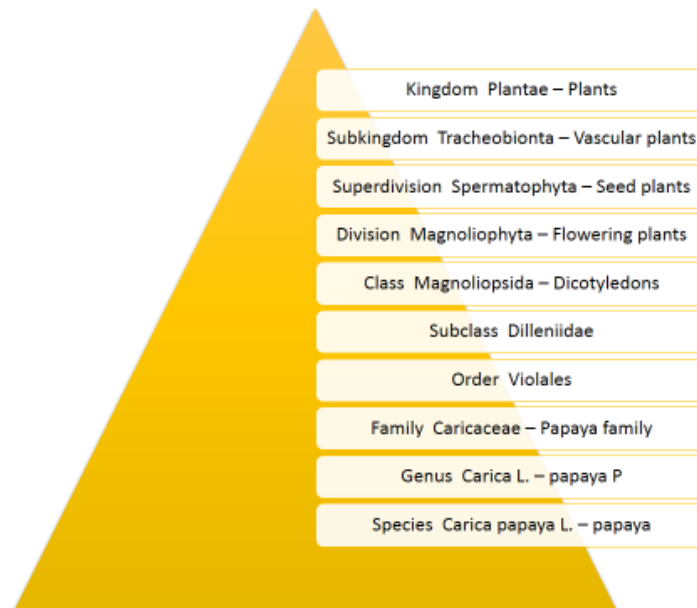 Kingdom Plantae – Plants
Subkingdom Tracheobionta – Vascular plants
Superdivision Spermatophyta – Seed plants
Division Magnoliophyta – Flowering plants
Class Magnoliopsida – Dicotyledons
Subclass Dilleniidae
Order Violales
Family Caricaceae – Papaya family
Genus Carica L. – papaya P
Species Carica papaya L. – papaya